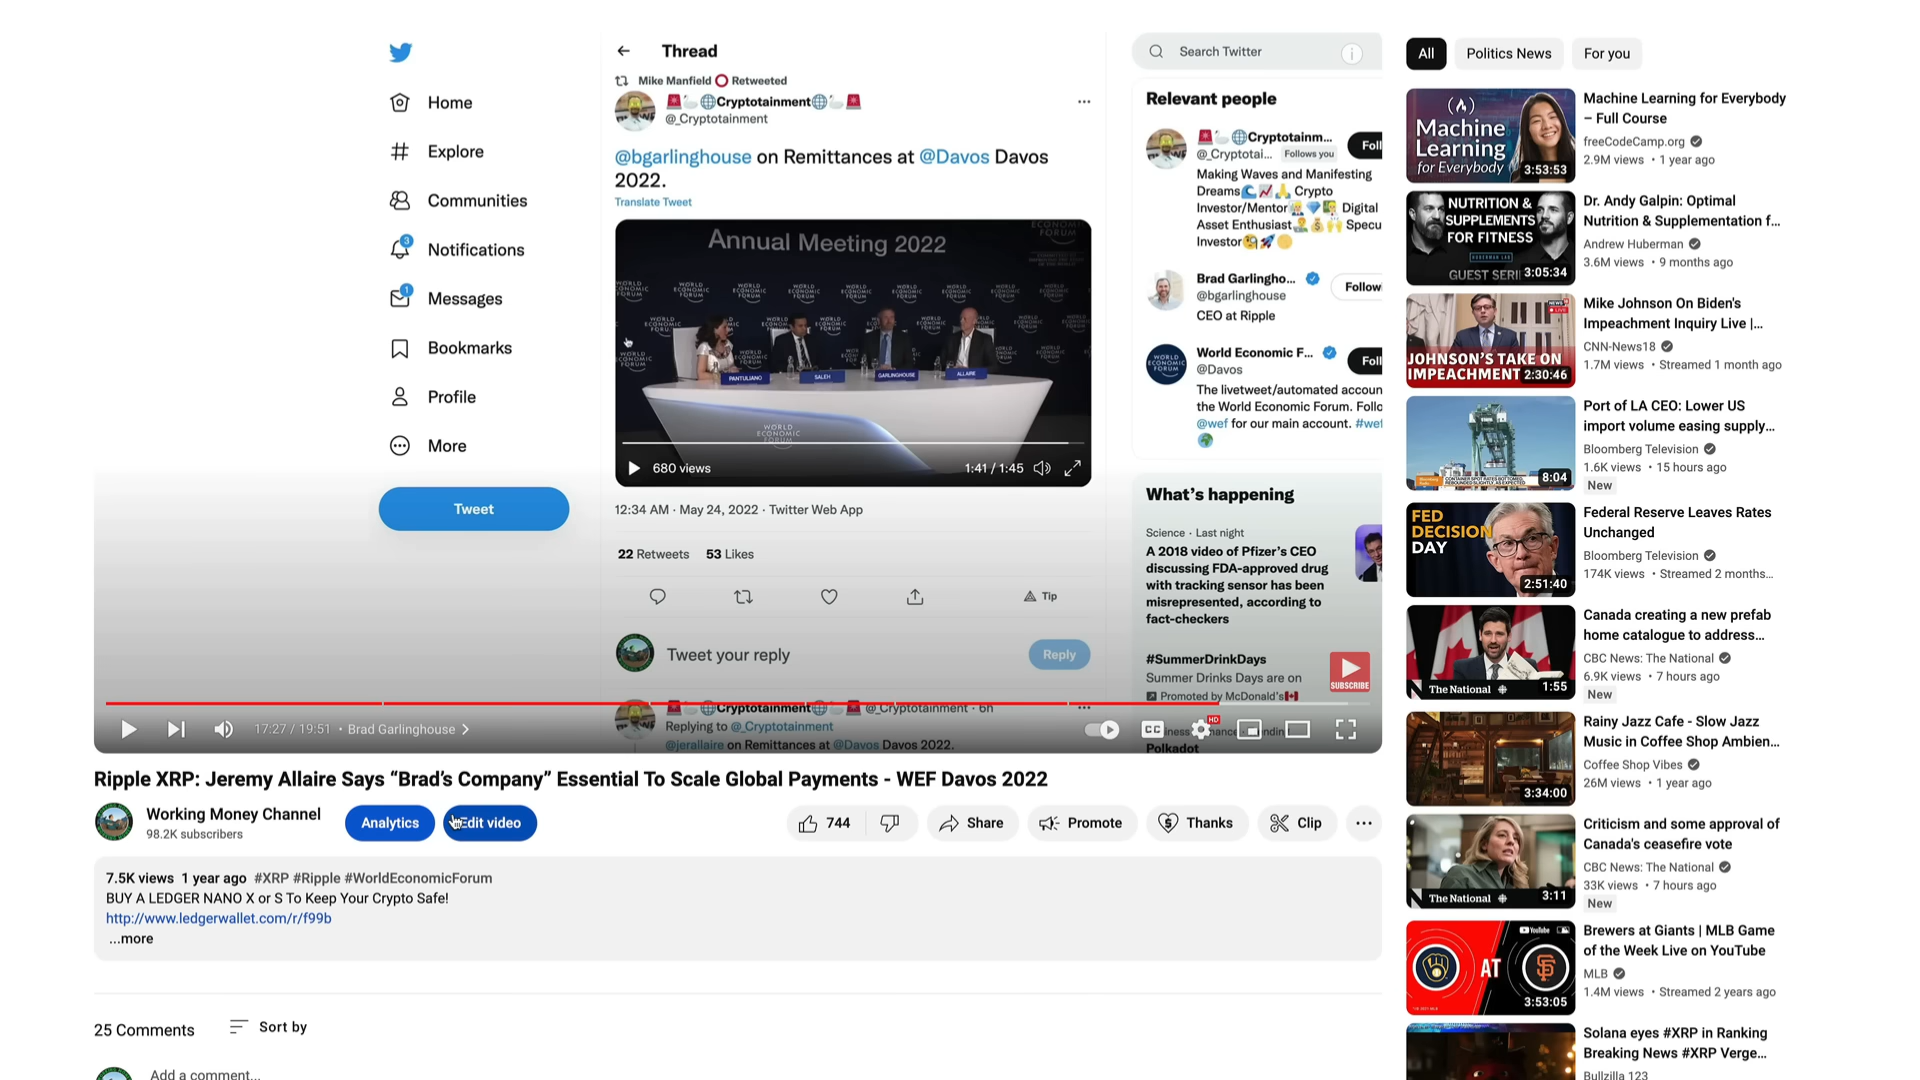 Home
Explore
Communities
3
Notifications
1
Messages
Bookmarks
Profile
More
Tweet
Thread
Mike Manfield Retweeted
Cryptotainment
@_Cryptotainment
@bgarlinghouse on Remittances at @Davos Davos
2022.
Translate Tweet
Annual Meeting 2022
WORLD
ECONOMIC
FORUM
PANTULIANO
SALEH
GARLINGHOUSE
ALLAIRE
680 views
1:41 / 1:45
12:34 AM · May 24, 2022 · Twitter Web App
22 Retweets 53 Likes
Tip
Tweet your reply
Reply
Cryptotainment @_Cryptotainment · 6h
Replying to @_Cryptotainment
@jerallaire on Remittances at @Davos Davos 2022.
Search Twitter
Relevant people
Cryptotainm...
@_Cryptotai... Follows you
Foll
Making Waves and Manifesting
Dreams Crypto
Investor/Mentor Digital
Asset Enthusiast Specu
Investor
Brad Garlingho...
@bgarlinghouse
Follow
CEO at Ripple
World Economic F...
@Davos
Foll
The livetweet/automated accoun
the World Economic Forum. Follo
@wef for our main account. #wef
What's happening
Science · Last night
A 2018 video of Pfizer's CEO
discussing FDA-approved drug
with tracking sensor has been
misrepresented, according to
fact-checkers
#SummerDrinkDays
Summer Drinks Days are on
Promoted by McDonald's
Polkadot
SUBSCRIBE
17:27 / 19:51 • Brad Garlinghouse
CC
HD
Ripple XRP: Jeremy Allaire Says “Brad’s Company” Essential To Scale Global Payments - WEF Davos 2022
Working Money Channel
98.2K subscribers
Analytics
Edit video
744
Share
Promote
Thanks
Clip
7.5K views 1 year ago #XRP #Ripple #WorldEconomicForum
BUY A LEDGER NANO X or S To Keep Your Crypto Safe!
http://www.ledgerwallet.com/r/f99b
...more
25 Comments
Sort by
Add a comment...
All
Politics News
For you
Machine
Learning
for Everybody
3:53:53
Machine Learning for Everybody
– Full Course
freeCodeCamp.org
2.9M views • 1 year ago
NUTRITION &
SUPPLEMENTS
FOR FITNESS
GUEST SERI
3:05:34
Dr. Andy Galpin: Optimal
Nutrition & Supplementation f...
Andrew Huberman
3.6M views • 9 months ago
LIVE
JOHNSON'S TAKE ON
IMPEACHMENT
2:30:46
Mike Johnson On Biden's
Impeachment Inquiry Live |...
CNN-News18
1.7M views • Streamed 1 month ago
8:04
Port of LA CEO: Lower US
import volume easing supply...
Bloomberg Television
1.6K views • 15 hours ago
New
FED
DECISION
DAY
2:51:40
Federal Reserve Leaves Rates
Unchanged
Bloomberg Television
174K views • Streamed 2 months...
The National
1:55
Canada creating a new prefab
home catalogue to address...
CBC News: The National
6.9K views • 7 hours ago
New
3:34:00
Rainy Jazz Cafe - Slow Jazz
Music in Coffee Shop Ambien...
Coffee Shop Vibes
26M views • 1 year ago
The National
3:11
Criticism and some approval of
Canada's ceasefire vote
CBC News: The National
33K views • 7 hours ago
New
YouTube
AT
SF
3:53:05
Brewers at Giants | MLB Game
of the Week Live on YouTube
MLB
1.4M views • Streamed 2 years ago
Solana eyes #XRP in Ranking
Breaking News #XRP Verge...
Bullzilla 123